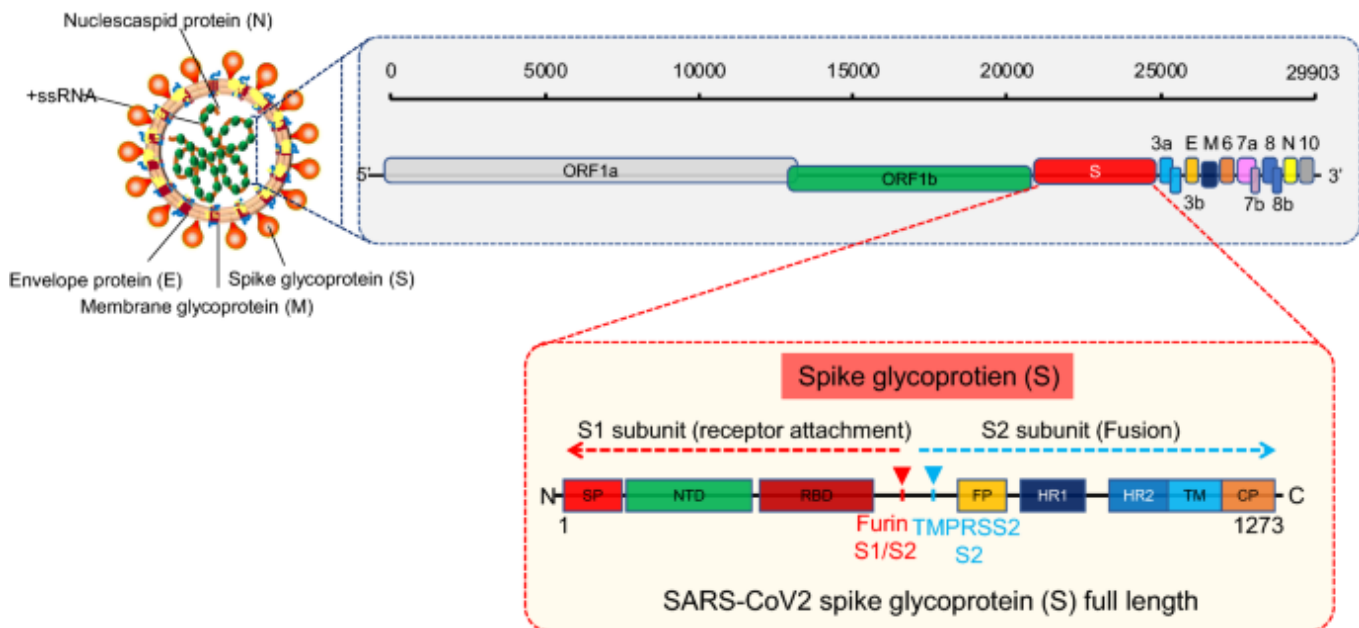 Nuclescaspid protein (N)
+ssRNA
Envelope protein (E)
Spike glycoprotein (S)
Membrane glycoprotein (M)
0 5000 10000 15000 20000 25000 29903
3a E M 6 7a 8 N 10
5' ORF1a ORF1b S 3'
3b 7b 8b
Spike glycoprotien (S)
S1 subunit (receptor attachment) S2 subunit (Fusion)
N SP NTD RBD FP HR1 HR2 TM CP C
1 Furin TMPRSS2 1273
S1/S2 S2
SARS-CoV2 spike glycoprotein (S) full length